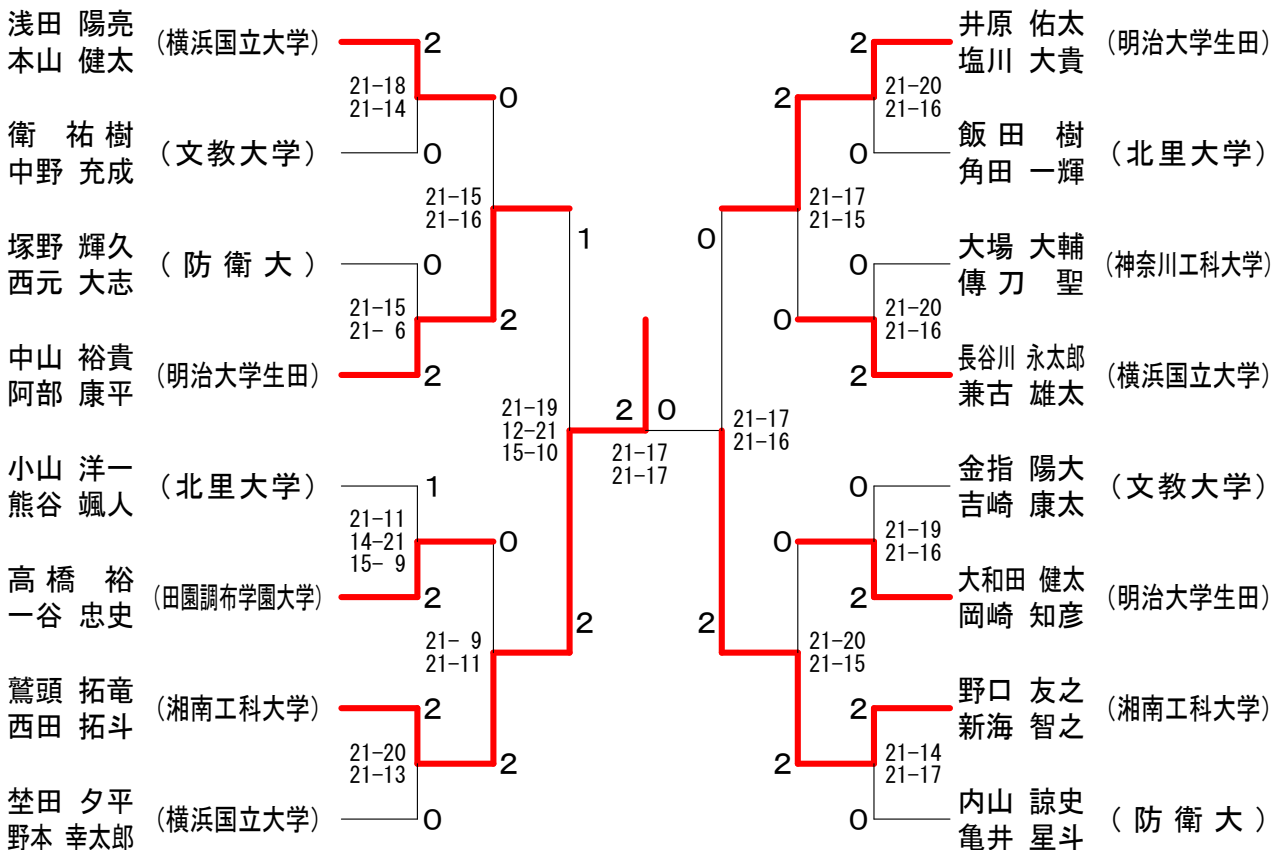 浅田 陽亮
本山 健太
(横浜国立大学)
2
21-18
21-14
0
衛 祐樹
中野 充成
(文教大学)
0
21-15
21-16
1
塚野 輝久
西元 大志
(防衛大)
0
21-15
21- 6
2
中山 裕貴
阿部 康平
(明治大学生田)
2
21-19
12-21
15-10
小山 洋一
熊谷 颯人
(北里大学)
1
21-11
14-21
15- 9
0
高橋 裕
一谷 忠史
(田園調布学園大学)
2
21- 9
21-11
2
鷲頭 拓竜
西田 拓斗
(湘南工科大学)
2
21-20
21-13
2
埜田 夕平
野本 幸太郎
(横浜国立大学)
0
2 0
21-17
21-17
2
井原 佑太
塩川 大貴
(明治大学生田)
2
21-20
21-16
0
飯田 樹
角田 一輝
(北里大学)
0
21-17
21-15
0
大場 大輔
傳刀 聖
(神奈川工科大学)
0
21-20
21-16
2
長谷川 永太郎
兼古 雄太
(横浜国立大学)
21-17
21-16
0
金指 陽大
吉崎 康太
(文教大学)
0
21-19
21-16
2
大和田 健太
岡崎 知彦
(明治大学生田)
2
21-20
21-15
2
野口 友之
新海 智之
(湘南工科大学)
2
21-14
21-17
0
内山 諒史
亀井 星斗
(防衛大)